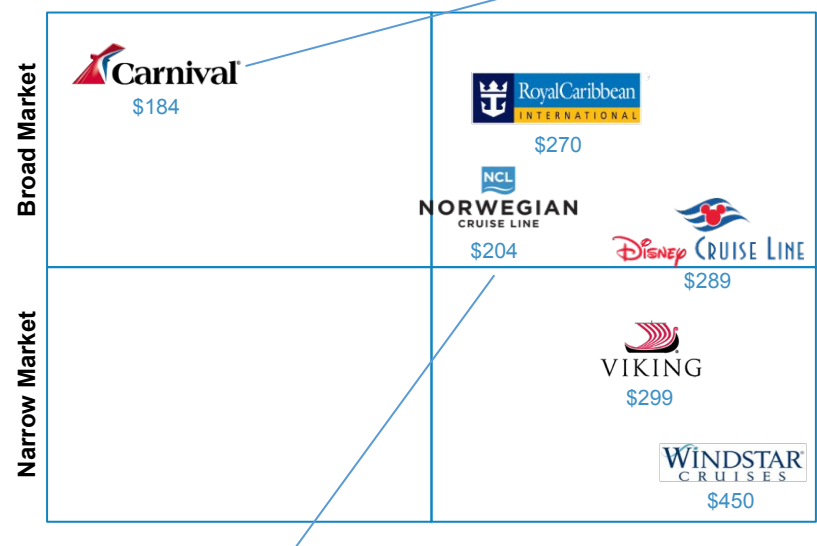 Broad Market
Carnival®
$184
RoyalCaribbean
INTERNATIONAL
$270
NCL
NORWEGIAN
CRUISE LINE
$204
Disney CRUISE LINE
$289
Narrow Market
VIKING
$299
WINDSTAR®
CRUISES
$450